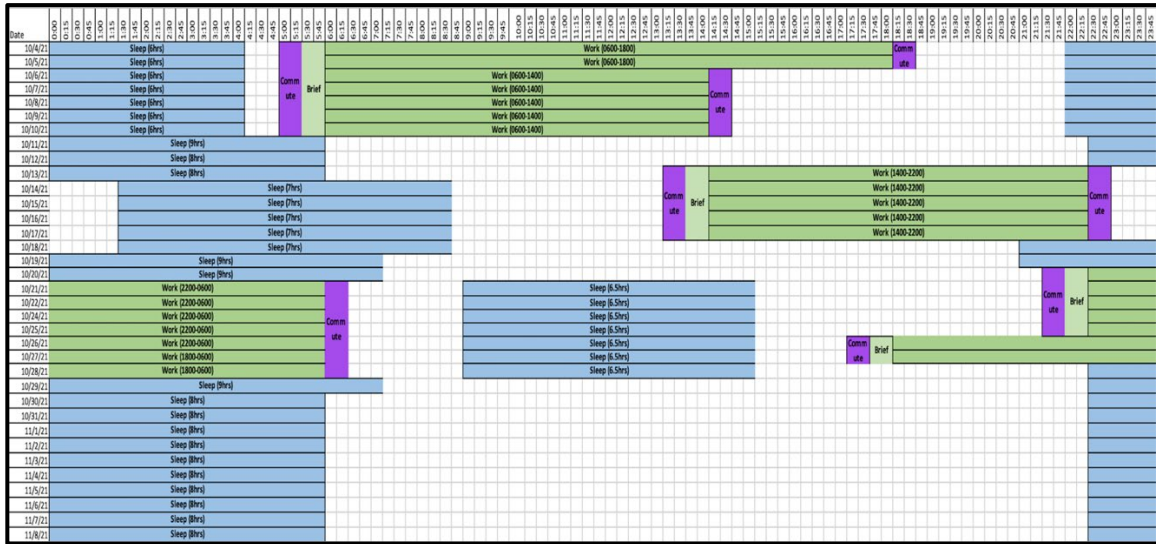 Date 0:00 0:15 0:30 0:45 1:00 1:15 1:30 1:45 2:00 2:15 2:30 2:45 3:00 3:15 3:30 3:45 4:00 4:15 4:30 4:45 5:00 5:15 5:30 5:45 6:00 6:15 6:30 6:45 7:00 7:15 7:30 7:45 8:00 8:15 8:30 8:45 9:00 9:15 9:30 9:45 10:00 10:15 10:30 10:45 11:00 11:15 11:30 11:45 12:00 12:15 12:30 12:45 13:00 13:15 13:30 13:45 14:00 14:15 14:30 14:45 15:00 15:15 15:30 15:45 16:00 16:15 16:30 16:45 17:00 17:15 17:30 17:45 18:00 18:15 18:30 18:45 19:00 19:15 19:30 19:45 20:00 20:15 20:30 20:45 21:00 21:15 21:30 21:45 22:00 22:15 22:30 22:45 23:00 23:15 23:30 23:45
10/4/21 Sleep (6hrs) Work (0600-1800) Commute
10/5/21 Sleep (6hrs) Work (0600-1800)
10/6/21 Sleep (6hrs) Work (0600-1400)
10/7/21 Sleep (6hrs) Comm Brief Work (0600-1400) Comm
ute ute
10/8/21 Sleep (6hrs) Work (0600-1400)
10/9/21 Sleep (6hrs) Work (0600-1400)
10/10/21 Sleep (6hrs) Work (0600-1400)
10/11/21 Sleep (9hrs)
10/12/21 Sleep (8hrs)
10/13/21 Sleep (8hrs) Work (1400-2200)
10/14/21 Sleep (7hrs) Work (1400-2200)
10/15/21 Sleep (7hrs) Comm Brief Work (1400-2200) Comm
ute ute
10/16/21 Sleep (7hrs) Work (1400-2200)
10/17/21 Sleep (7hrs) Work (1400-2200)
10/18/21 Sleep (7hrs)
10/19/21 Sleep (9hrs)
10/20/21 Sleep (9hrs)
10/21/21 Work (2200-0600) Sleep (6.5hrs) Comm Brief
ute
10/22/21 Work (2200-0600) Sleep (6.5hrs)
10/24/21 Work (2200-0600) Comm Sleep (6.5hrs)
ute
10/25/21 Work (2200-0600) Sleep (6.5hrs)
10/26/21 Work (2200-0600) Sleep (6.5hrs) Comm Brief
ute
10/27/21 Work (1800-0600) Sleep (6.5hrs)
10/28/21 Work (1800-0600) Sleep (6.5hrs)
10/29/21 Sleep (9hrs)
10/30/21 Sleep (8hrs)
10/31/21 Sleep (8hrs)
11/1/21 Sleep (8hrs)
11/2/21 Sleep (8hrs)
11/3/21 Sleep (8hrs)
11/4/21 Sleep (8hrs)
11/5/21 Sleep (8hrs)
11/6/21 Sleep (8hrs)
11/7/21 Sleep (8hrs)
11/8/21 Sleep (8hrs)